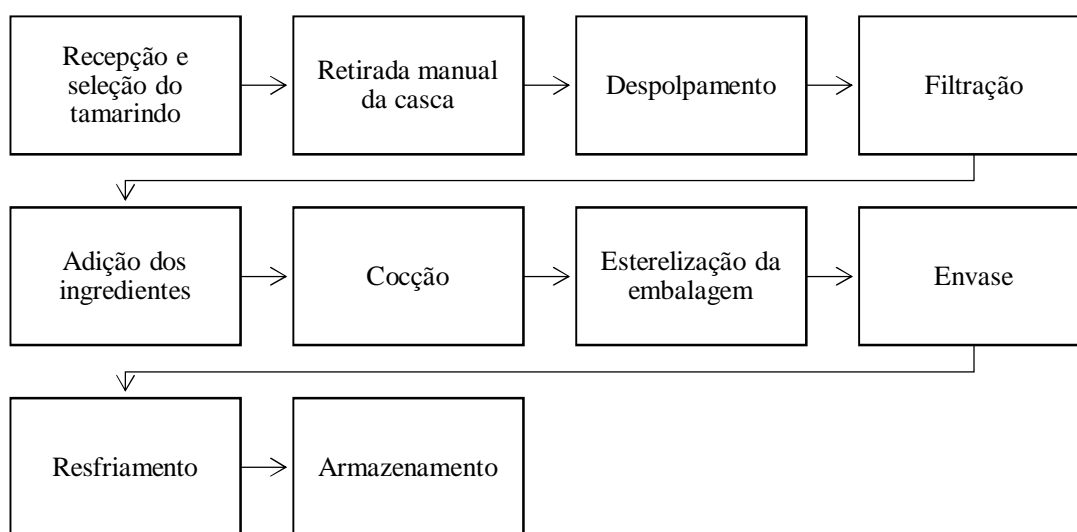 Recepção e
seleção do
tamarindo
Retirada manual
da casca
Despolpamento
Filtração
Adição dos
ingredientes
Cocção
Esterelização da
embalagem
Envase
Resfriamento
Armazenamento